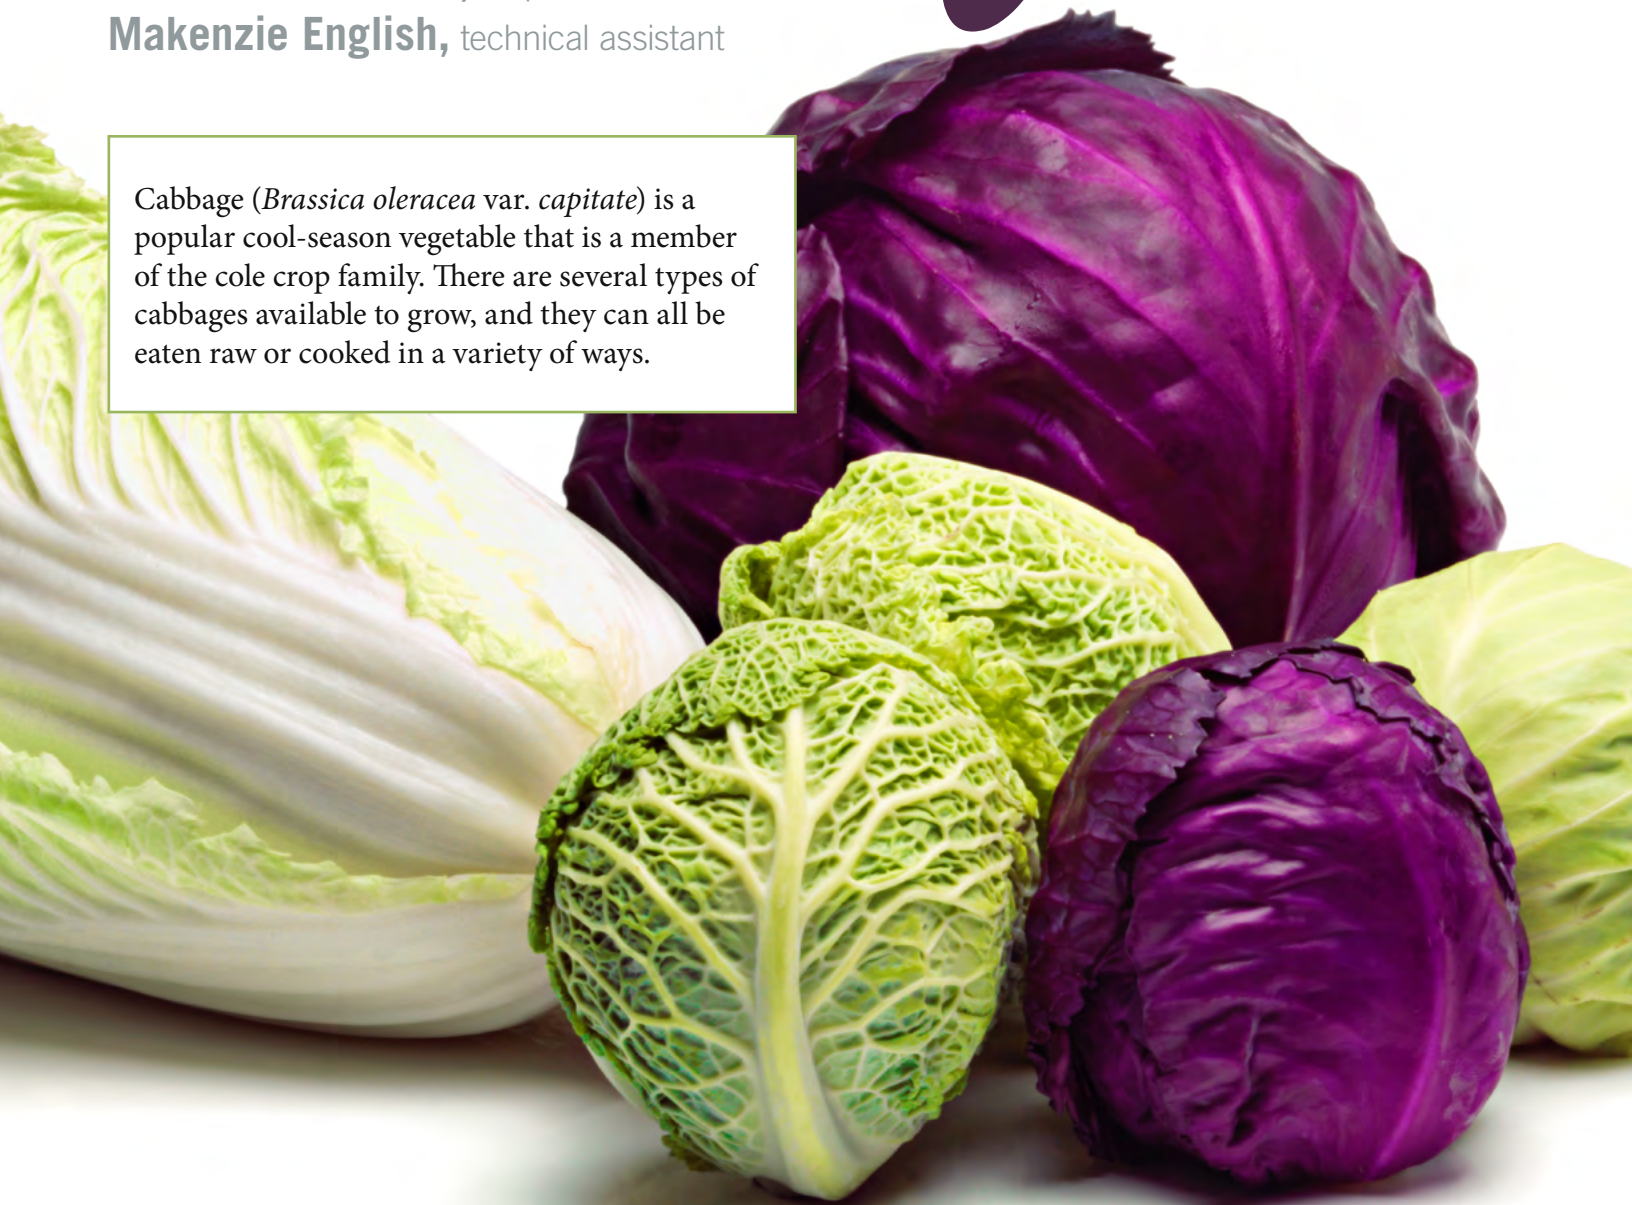 Makenzie English, technical assistant
Cabbage (Brassica oleracea var. capitate) is a
popular cool-season vegetable that is a member
of the cole crop family. There are several types of
cabbages available to grow, and they can all be
eaten raw or cooked in a variety of ways.